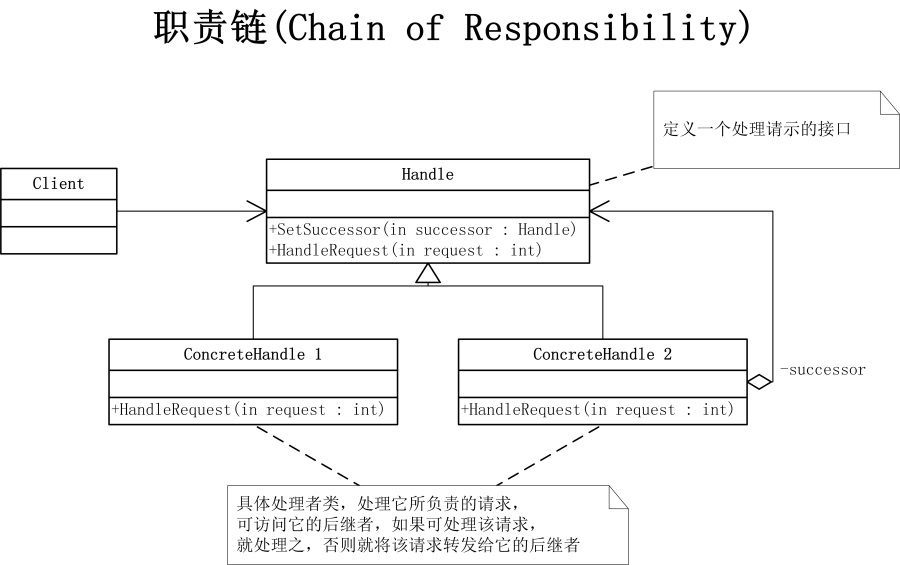 职责链(Chain of Responsibility)
定义一个处理请示的接口
Client
Handle
+SetSuccessor(in successor : Handle)
+HandleRequest(in request : int)
ConcreteHandle 1
+HandleRequest(in request : int)
ConcreteHandle 2
+HandleRequest(in request : int)
-successor
具体处理者类，处理它所负责的请求，
可访问它的后继者，如果可处理该请求，
就处理之，否则就将该请求转发给它的后继者